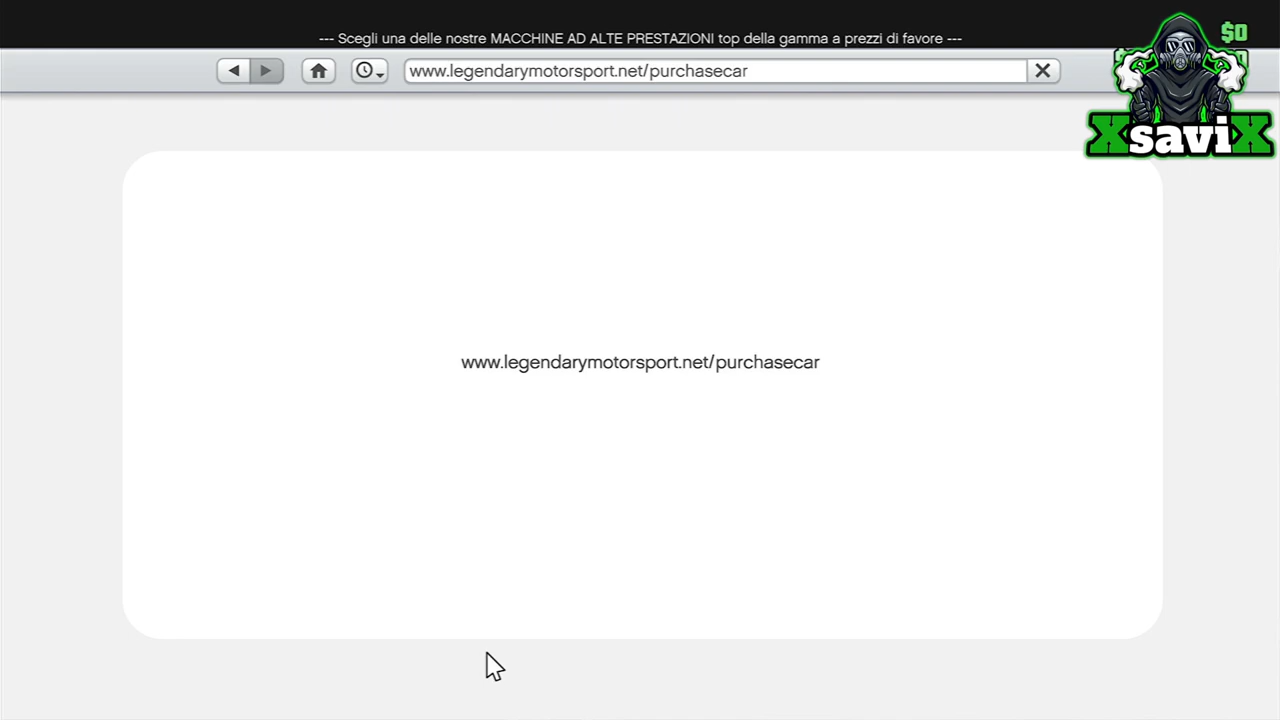 --- Scegli una delle nostre MACCHINE AD ALTE PRESTAZIONI top della gamma a prezzi di favore ---
$0
www.legendarymotorsport.net/purchasecar
XsaviX
www.legendarymotorsport.net/purchasecar